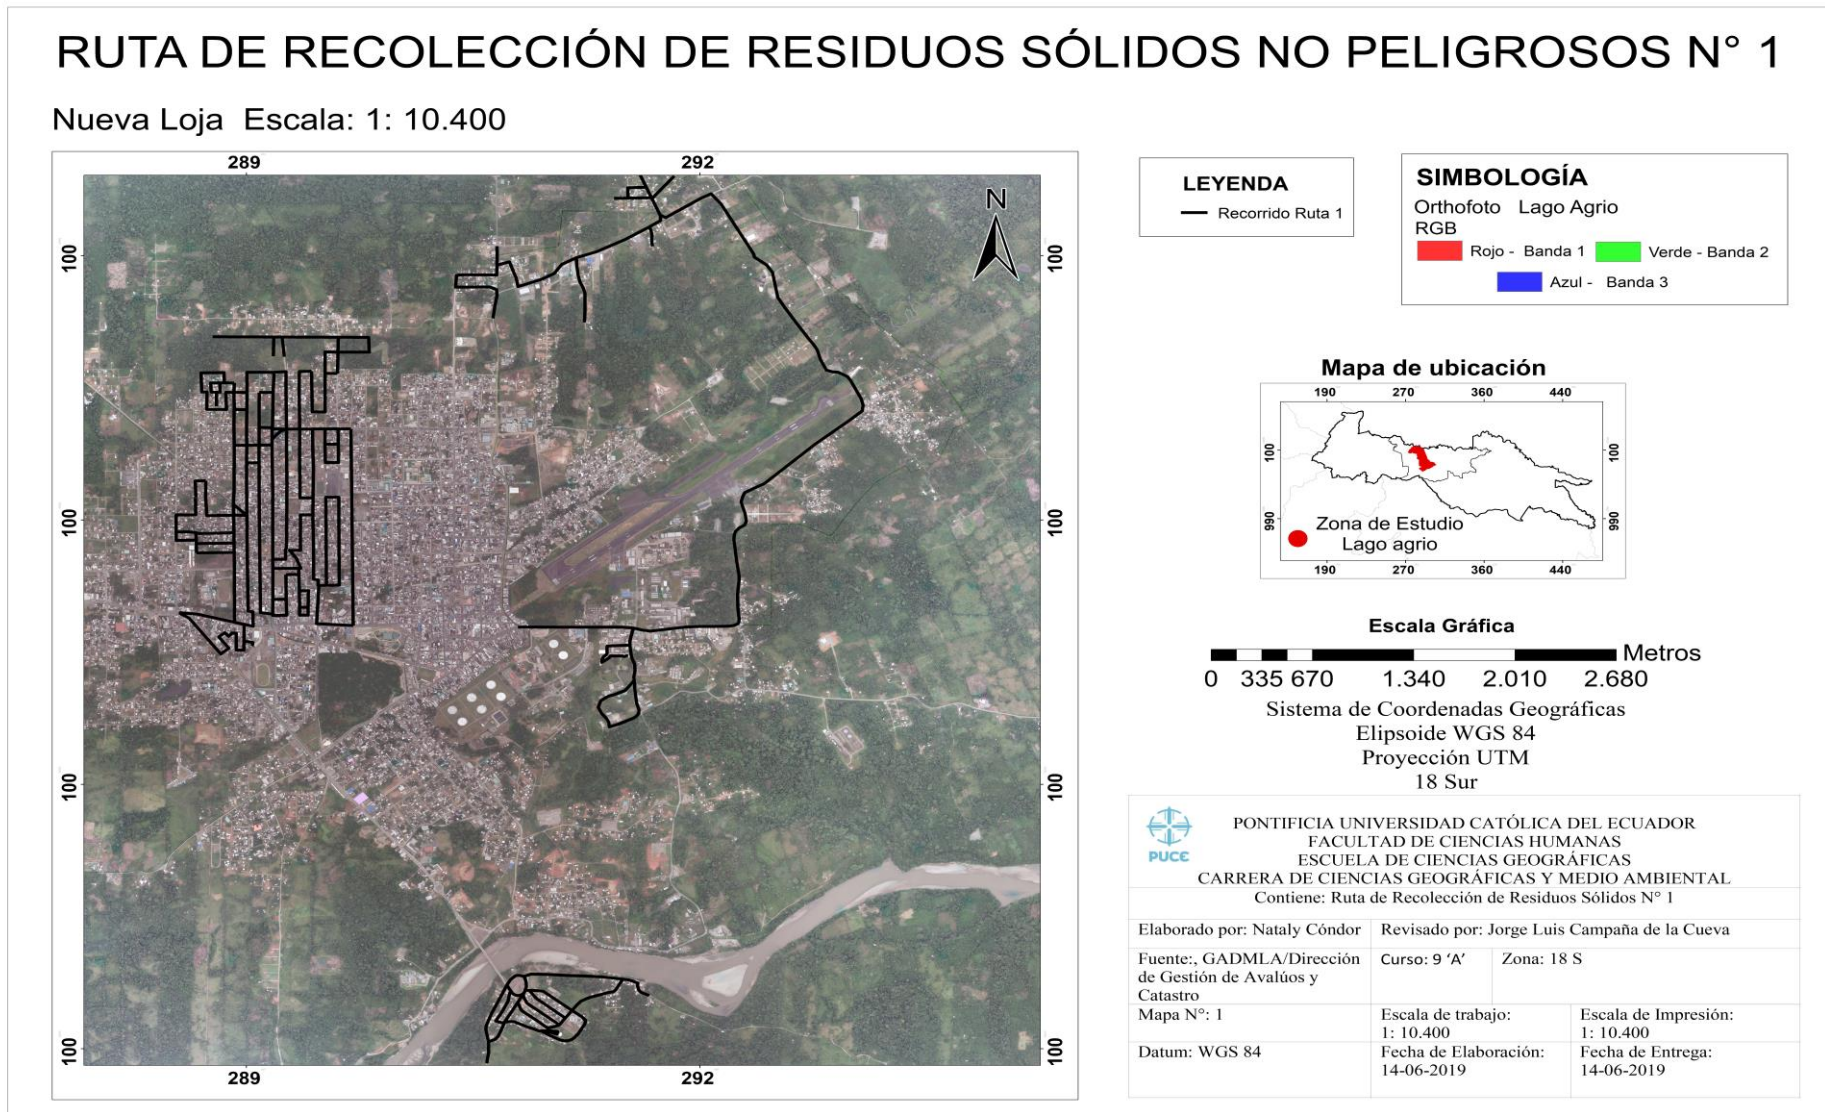 RUTA DE RECOLECCIÓN DE RESIDUOS SÓLIDOS NO PELIGROSOS N° 1
Nueva Loja Escala: 1: 10.400
289 292
100 100
100 100
100 100
100 100
289 292
N
LEYENDA
Recorrido Ruta 1
SIMBOLOGÍA
Orthofoto Lago Agrio
RGB
Rojo - Banda 1 Verde - Banda 2
Azul - Banda 3
Mapa de ubicación
190 270 360 440
100 100
990 990
Zona de Estudio
Lago agrio
190 270 360 440
Escala Gráfica
Metros
0 335 670 1.340 2.010 2.680
Sistema de Coordenadas Geográficas
Elipsoide WGS 84
Proyección UTM
18 Sur
PUCE
PONTIFICIA UNIVERSIDAD CATÓLICA DEL ECUADOR
FACULTAD DE CIENCIAS HUMANAS
ESCUELA DE CIENCIAS GEOGRÁFICAS
CARRERA DE CIENCIAS GEOGRÁFICAS Y MEDIO AMBIENTAL
Contiene: Ruta de Recolección de Residuos Sólidos N° 1
Elaborado por: Nataly Cóndor Revisado por: Jorge Luis Campaña de la Cueva
Fuente:, GADMLA/Dirección
de Gestión de Avalúos y
Catastro
Curso: 9 ‘A’ Zona: 18 S
Mapa N°: 1
Escala de trabajo:
1: 10.400
Escala de Impresión:
1: 10.400
Datum: WGS 84
Fecha de Elaboración:
14-06-2019
Fecha de Entrega:
14-06-2019